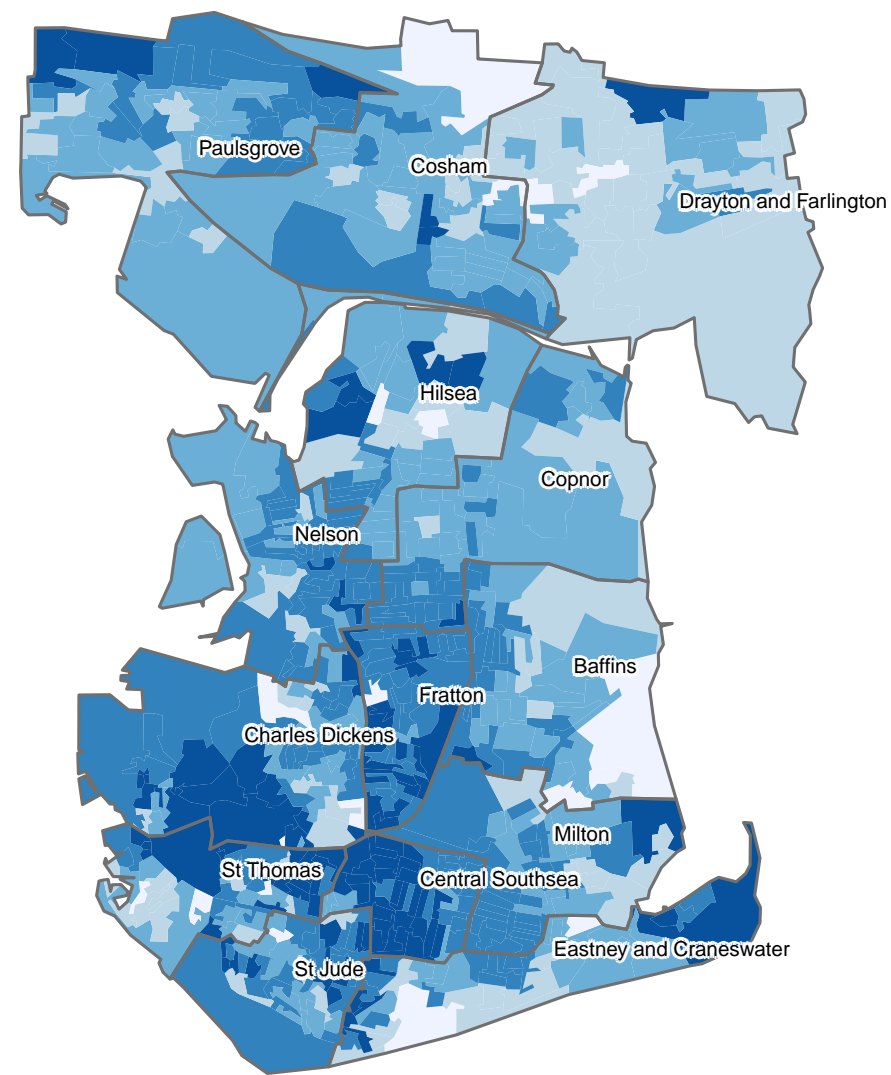 Paulsgrove
Cosham
Drayton and Farlington
Hilsea
Copnor
Nelson
Baffins
Fratton
Charles Dickens
Milton
St Thomas
Central Southsea
Eastney and Craneswater
St Jude